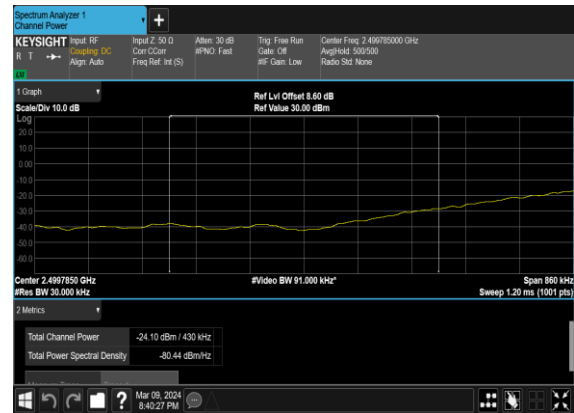 Spectrum Analyzer 1
Channel Power
+
KEYSIGHT
R T
LU
Input: RF
Coupling: DC
Align: Auto
Input Z: 50 Ω
Corr CCorr
Freq Ref: Int (S)
Atten: 30 dB
#PNO: Fast
Trig: Free Run
Gate: Off
#IF Gain: Low
Center Freq: 2.499785000 GHz
Avg|Hold: 500/500
Radio Std: None
1 Graph
Scale/Div 10.0 dB
Ref Lvl Offset 8.60 dB
Ref Value 30.00 dBm
Log
20.0
10.0
0.00
-10.0
-20.0
-30.0
-40.0
-50.0
-60.0
Center 2.4997850 GHz
#Res BW 30.000 kHz
#Video BW 91.000 kHz*
Span 860 kHz
Sweep 1.20 ms (1001 pts)
2 Metrics
Total Channel Power -24.10 dBm / 430 kHz
Total Power Spectral Density -80.44 dBm/Hz
?
Mar 09, 2024
8:40:27 PM